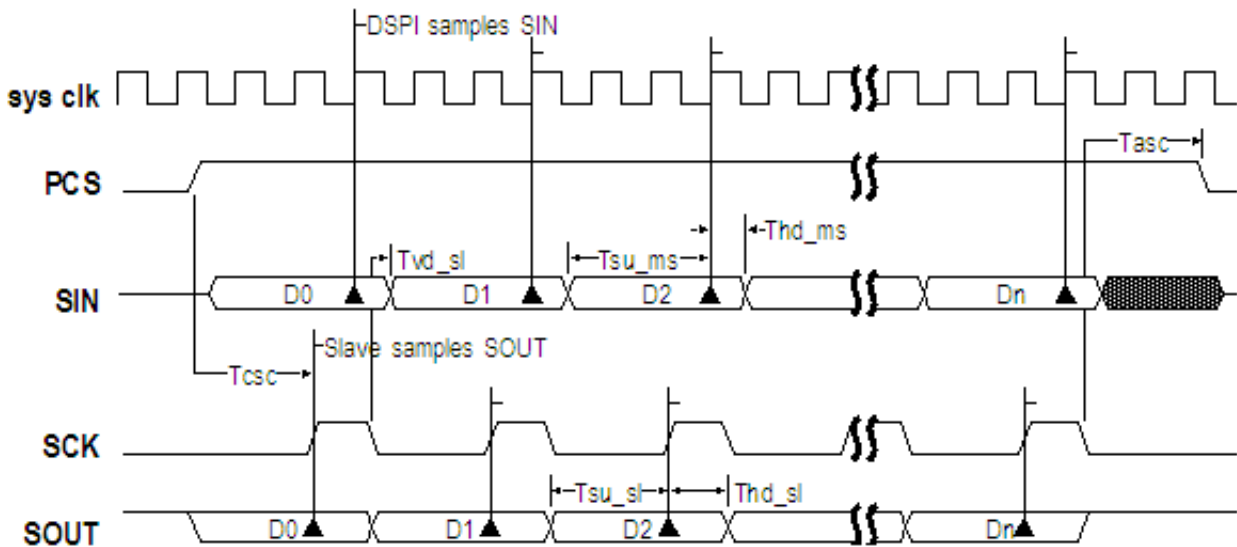 DSPI samples SIN
sys clk
Tasc
PCS
Thd_ms
Tvd_sl
Tsu_ms
SIN
D0
D1
D2
Dn
Slave samples SOUT
Tcsc
SCK
Tsu_sl
Thd_sl
SOUT
D0
D1
D2
Dn